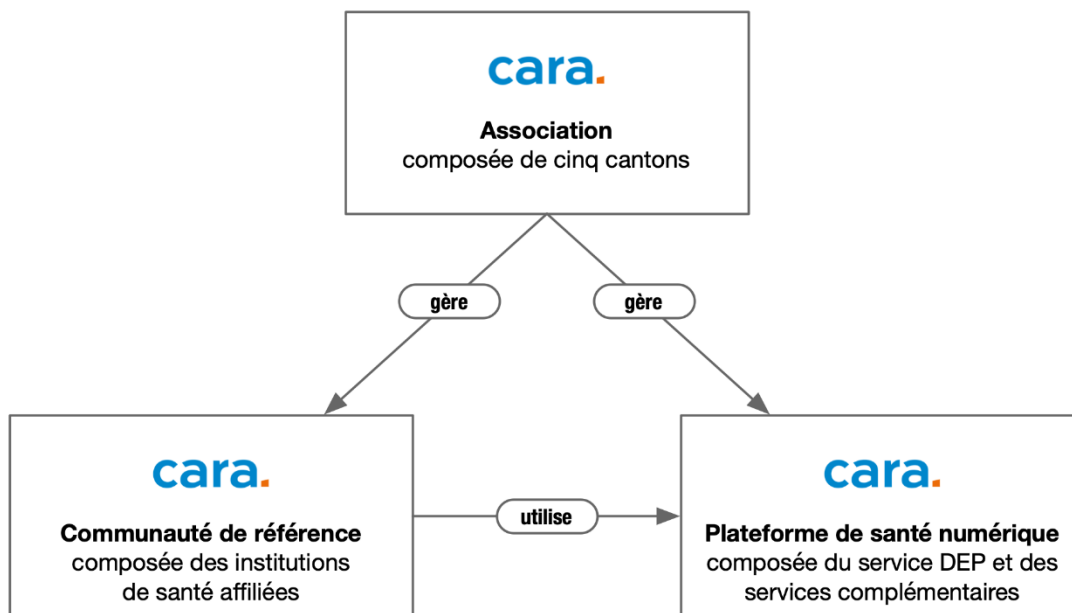 cara.
Association
composée de cinq cantons
gère
gère
cara.
Communauté de référence
composée des institutions
de santé affiliées
utilise
cara.
Plateforme de santé numérique
composée du service DEP et des
services complémentaires